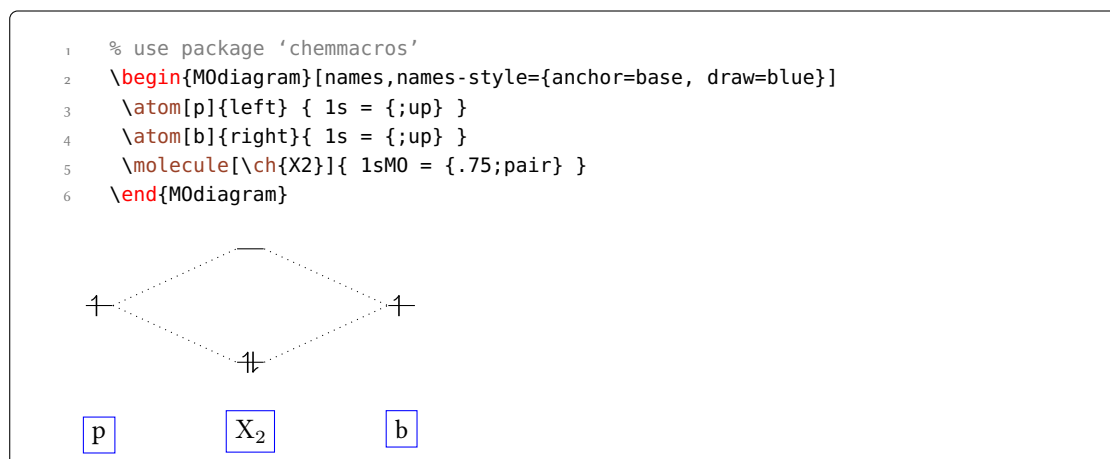 1 % use package ‘chemmacros’
2 \begin{MOdiagram}[names,names-style={anchor=base, draw=blue}]
3 \atom[p]{left} { 1s = {;up} }
4 \atom[b]{right}{ 1s = {;up} }
5 \molecule[\ch{X2}]{ 1sMO = {.75;pair} }
6 \end{MOdiagram}
p X₂ b